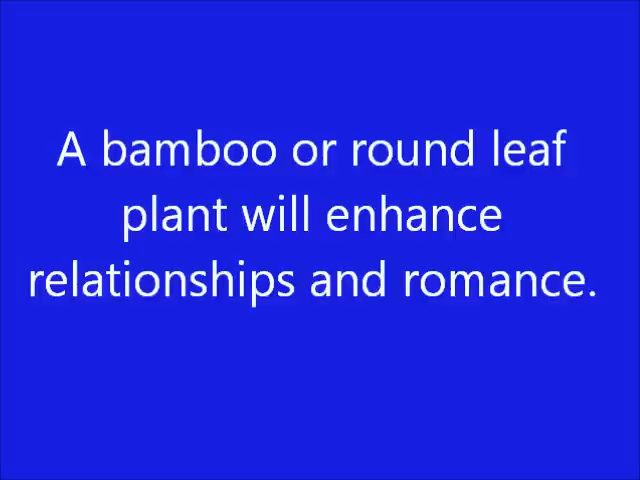 A bamboo or round leaf
plant will enhance
relationships and romance.